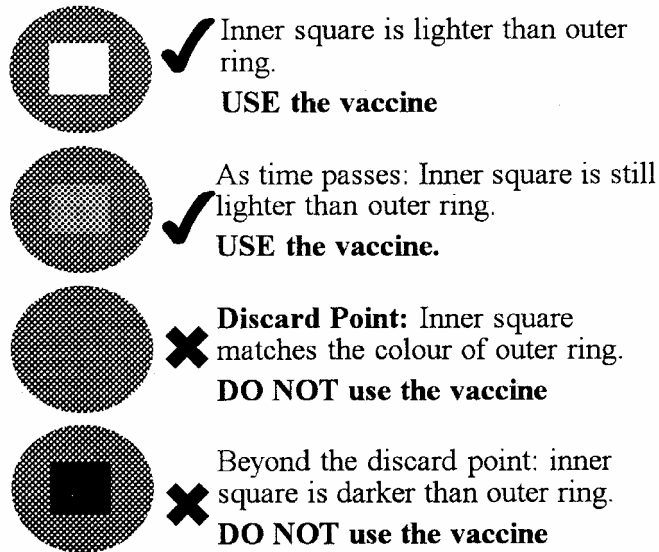 Inner square is lighter than outer
ring.
USE the vaccine
As time passes: Inner square is still
lighter than outer ring.
USE the vaccine.
Discard Point: Inner square
matches the colour of outer ring.
DO NOT use the vaccine
Beyond the discard point: inner
square is darker than outer ring.
DO NOT use the vaccine